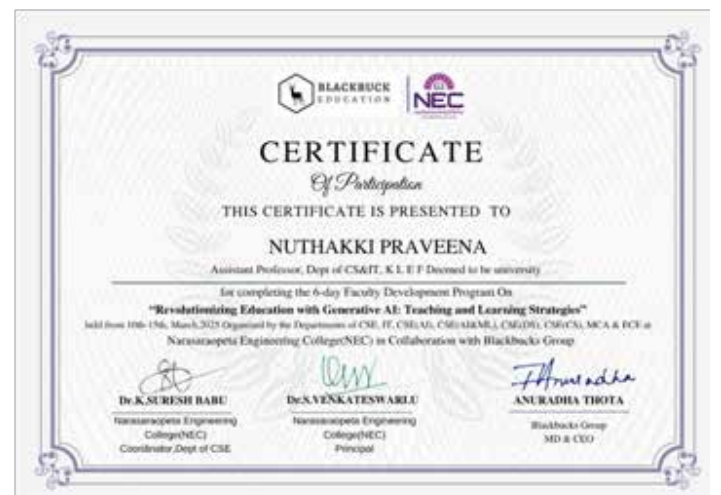 BLACKBUCK
EDUCATION
NEC
CERTIFICATE
Of Participation
THIS CERTIFICATE IS PRESENTED TO
NUTHAKKI PRAVEENA
Assistant Professor, Dept of CS&IT, K L E F Deemed to be university
for completing the 6-day Faculty Development Program On
"Revolutionizing Education with Generative AI: Teaching and Learning Strategies"
held from 10th-15th, March,2025 Organised by the Departments of CSE, IT, CSE(AI), CSE(AI&ML), CSE(DS), CSE(CS), MCA & ECE at
Narasaraopeta Engineering College(NEC) in Collaboration with Blackbucks Group
Dr.K.SURESH BABU
Narasaraopeta Engineering
College(NEC)
Coordinator,Dept of CSE
Dr.S.VENKATESWARLU
Narasaraopeta Engineering
College(NEC)
Principal
ANURADHA THOTA
Blackbucks Group
MD & CEO